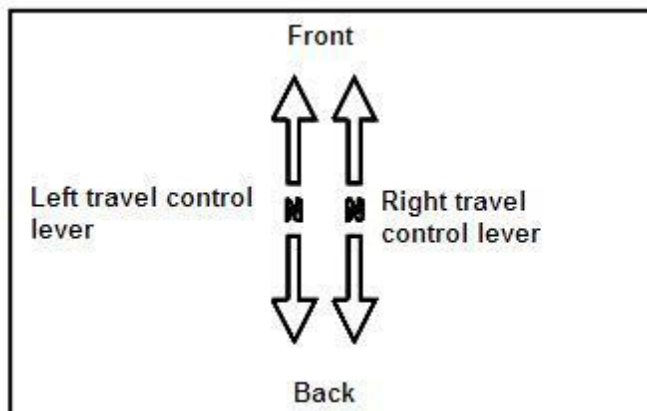 Front
Left travel control
lever
N N
Right travel
control lever
Back